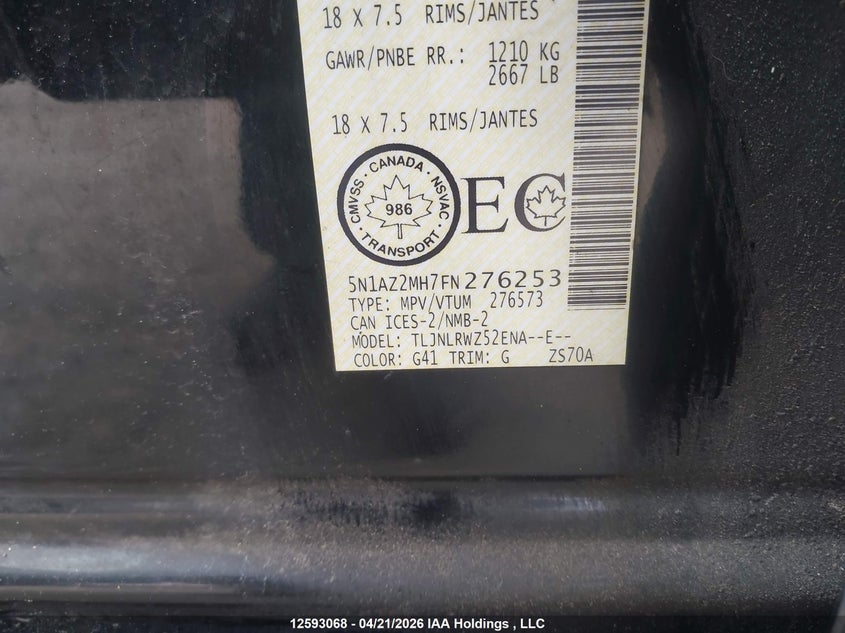 18 X 7.5 RIMS/JANTES
GAWR/PNBE RR.: 1210 KG
2667 LB
18 X 7.5 RIMS/JANTES
CMVSS · CANADA · NSVAC · TRANSPORT ·
986
EC
5N1AZ2MH7FN276253
TYPE: MPV/VTUM 276573
CAN ICES-2/NMB-2
MODEL: TLJNLRWZ52ENA--E--
COLOR: G41 TRIM: G ZS70A
12593068 - 04/21/2026 IAA Holdings , LLC